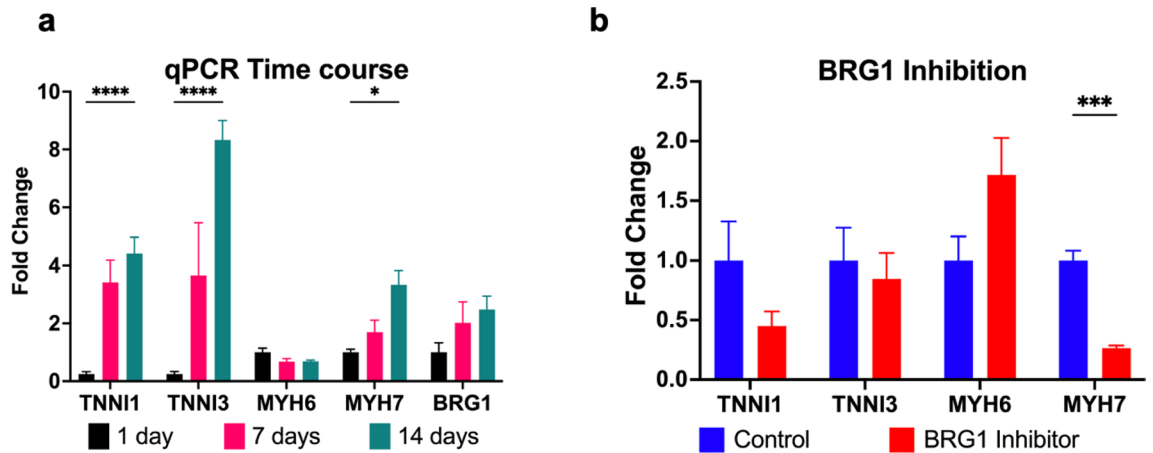 a
qPCR Time course
Fold Change
10
8
6
4
2
0
****
****
*
TNNI1 TNNI3 MYH6 MYH7 BRG1
1 day 7 days 14 days
b
BRG1 Inhibition
Fold Change
2.5
2.0
1.5
1.0
0.5
0.0
***
TNNI1 TNNI3 MYH6 MYH7
Control BRG1 Inhibitor